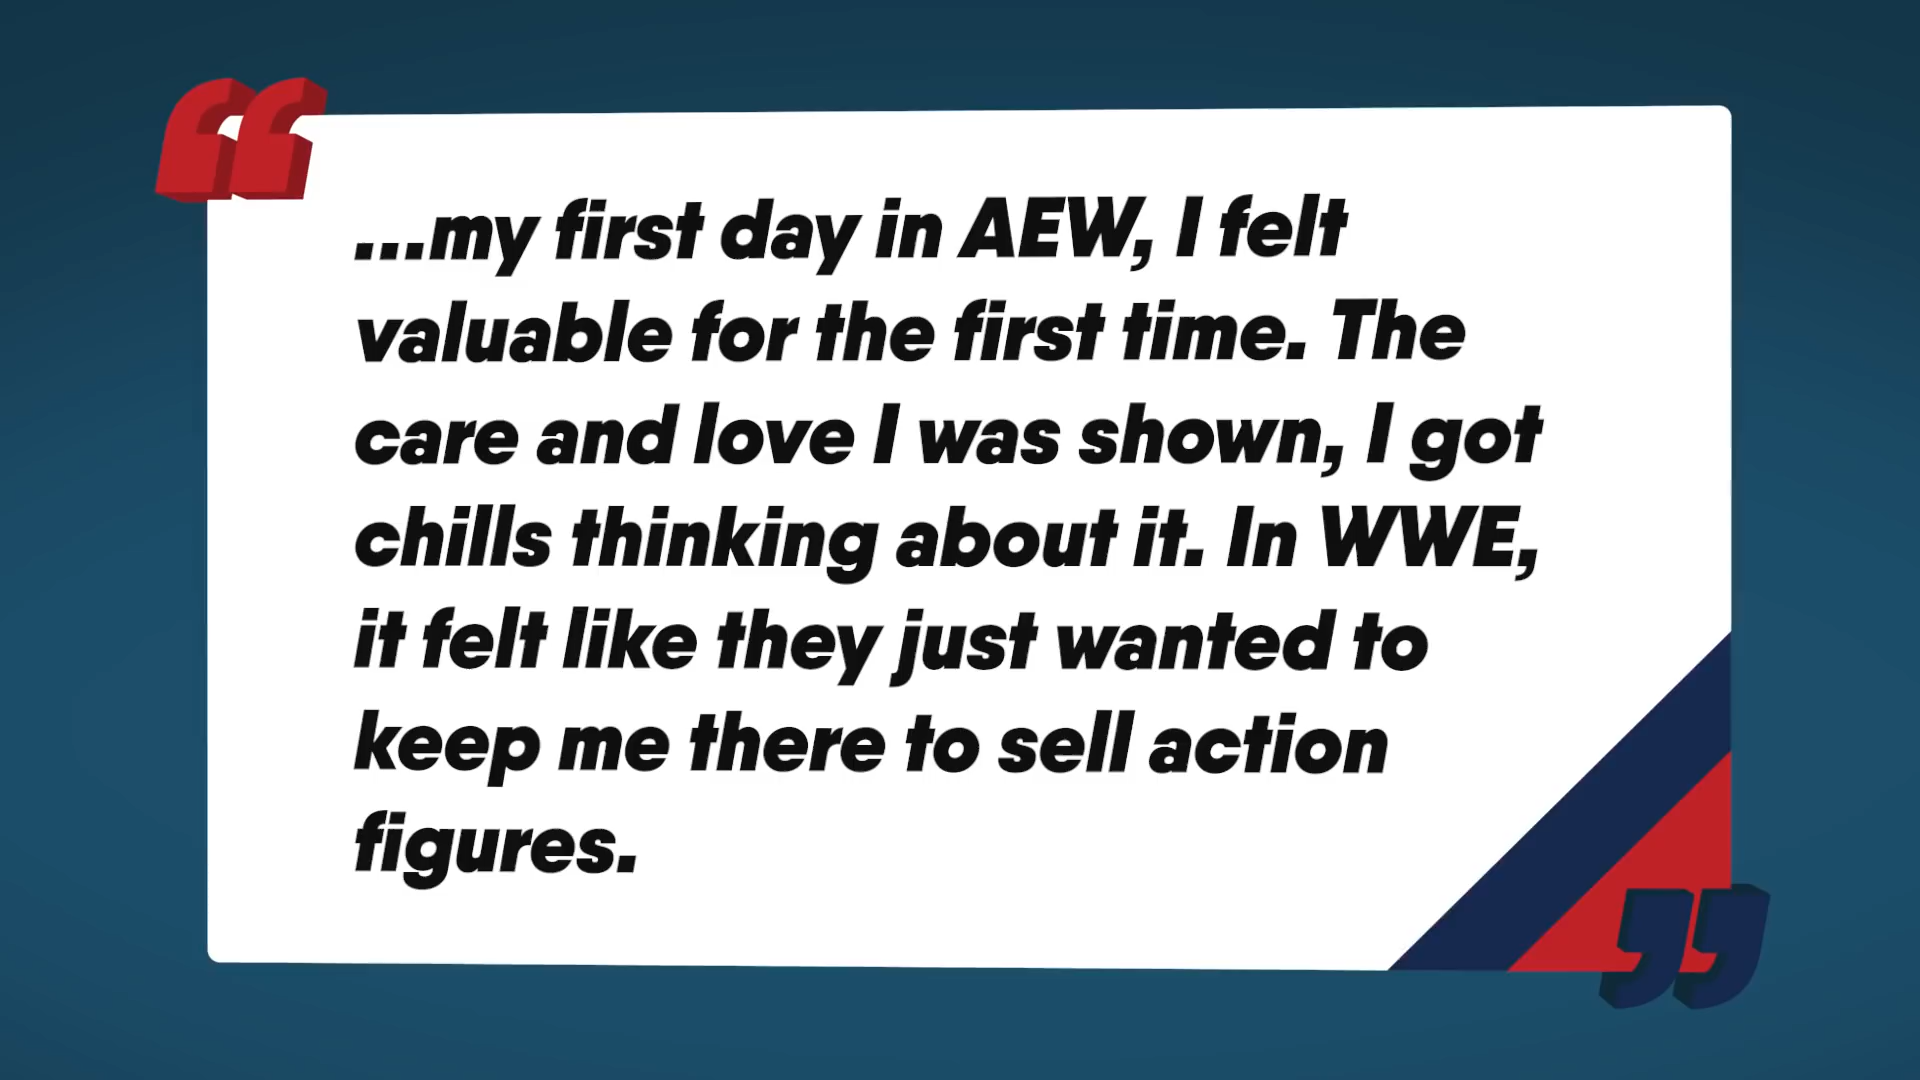 ...my first day in AEW, I felt
valuable for the first time. The
care and love I was shown, I got
chills thinking about it. In WWE,
it felt like they just wanted to
keep me there to sell action
figures.